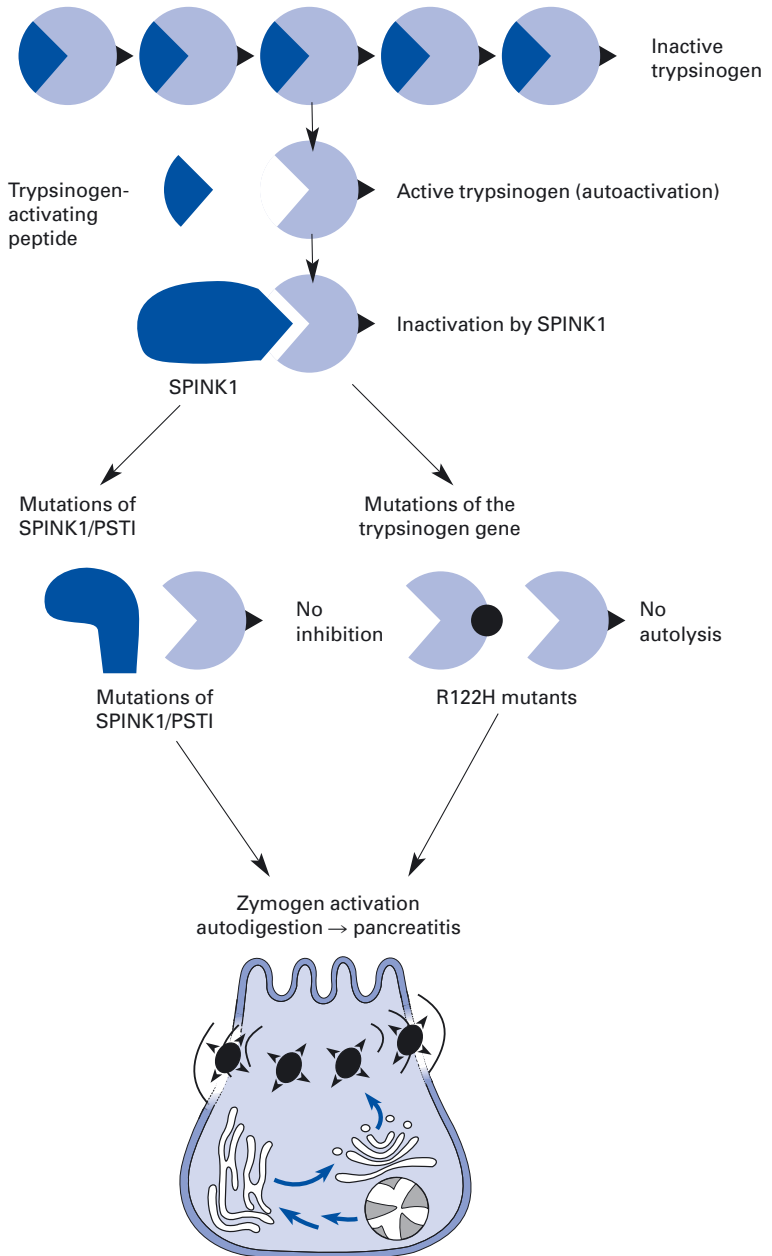 Inactive
trypsinogen
Trypsinogen-
activating
peptide
Active trypsinogen (autoactivation)
Inactivation by SPINK1
SPINK1
Mutations of
SPINK1/PSTI
Mutations of the
trypsinogen gene
No
inhibition
No
autolysis
Mutations of
SPINK1/PSTI
R122H mutants
Zymogen activation
autodigestion → pancreatitis